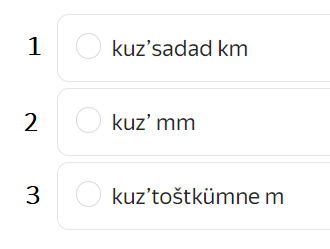 1 kuz’sadad km
2 kuz’ mm
3 kuz’toštkümne m